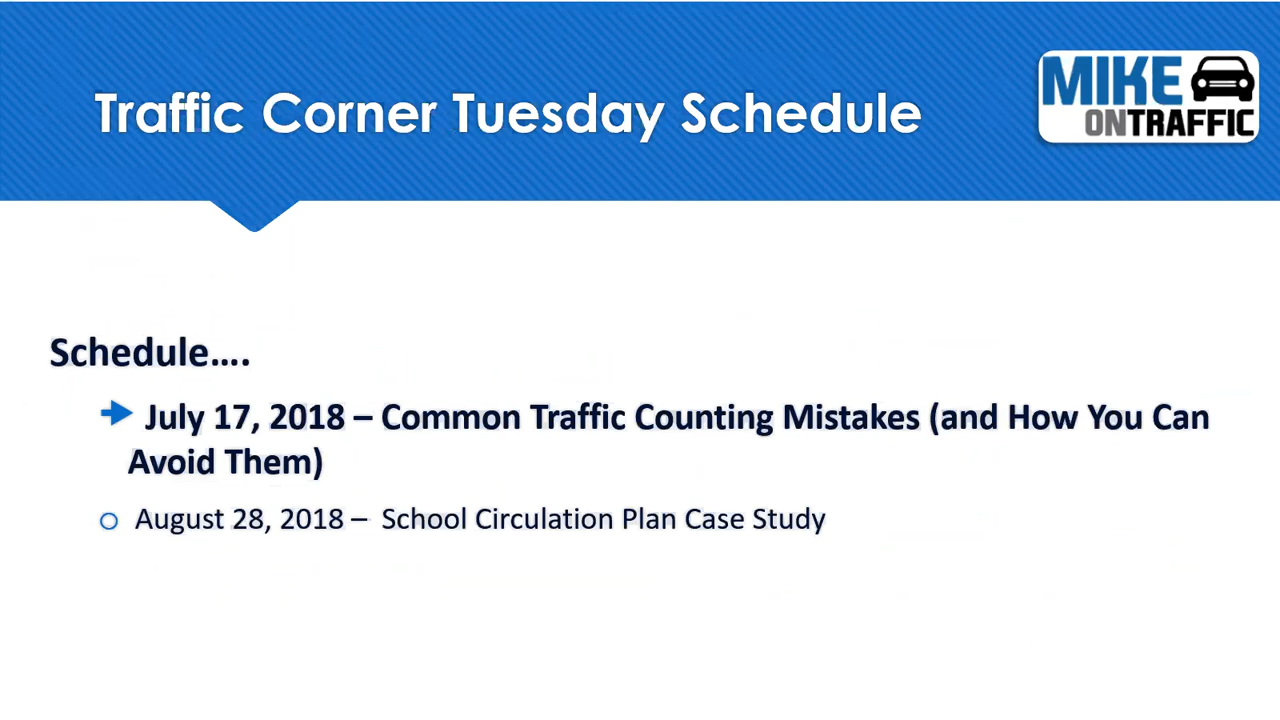 Traffic Corner Tuesday Schedule
MIKE
ONTRAFFIC
Schedule….
July 17, 2018 – Common Traffic Counting Mistakes (and How You Can
Avoid Them)
August 28, 2018 – School Circulation Plan Case Study